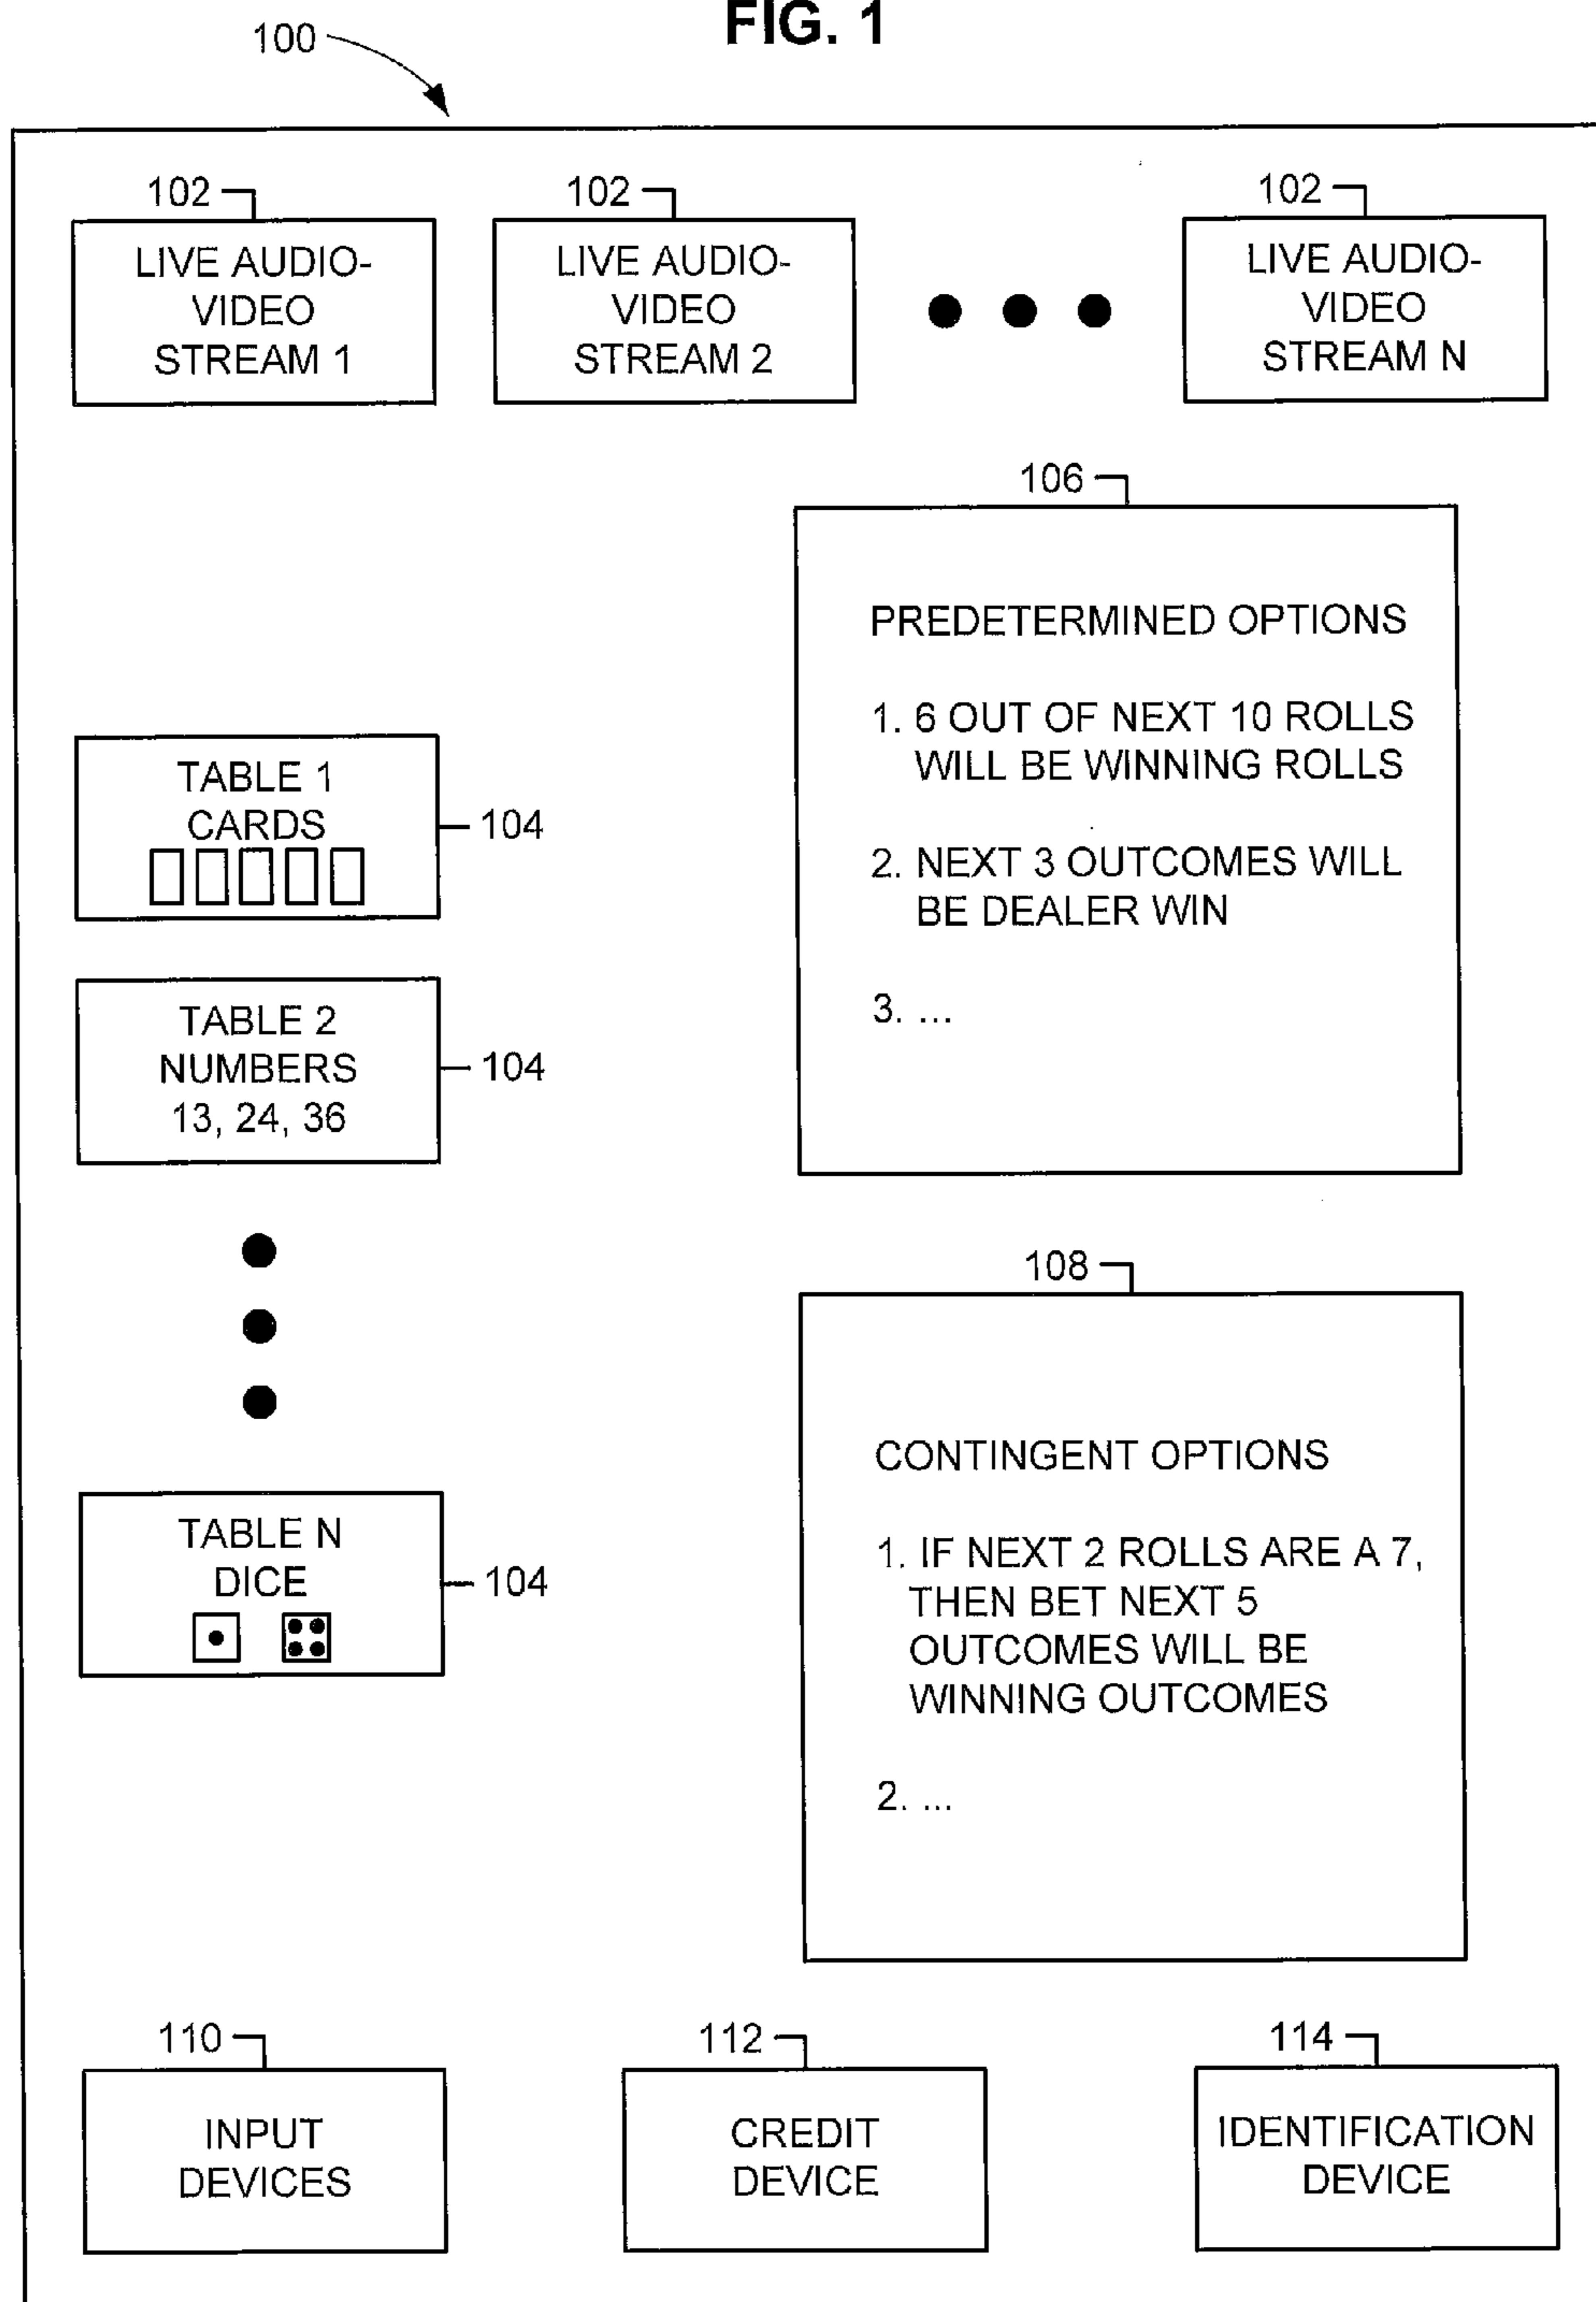 FIG. 1
100
102
102
102
LIVE AUDIO-
VIDEO
STREAM 1
LIVE AUDIO-
VIDEO
STREAM 2
LIVE AUDIO-
VIDEO
STREAM N
106
PREDETERMINED OPTIONS
1. 6 OUT OF NEXT 10 ROLLS
WILL BE WINNING ROLLS
2. NEXT 3 OUTCOMES WILL
BE DEALER WIN
3. ...
TABLE 1
CARDS
104
TABLE 2
NUMBERS
13, 24, 36
104
TABLE N
DICE
104
108
CONTINGENT OPTIONS
1. IF NEXT 2 ROLLS ARE A 7,
THEN BET NEXT 5
OUTCOMES WILL BE
WINNING OUTCOMES
2. ...
110
INPUT
DEVICES
112
CREDIT
DEVICE
114
IDENTIFICATION
DEVICE